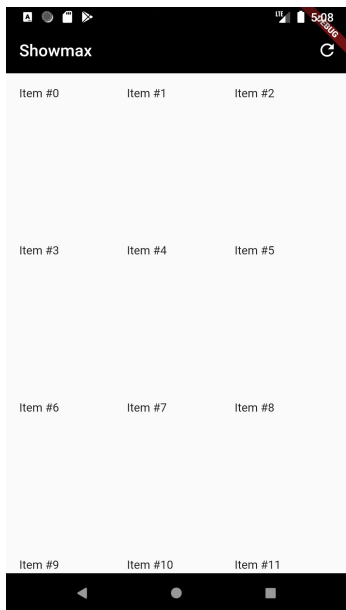 LTE 5:08
DEBUG
Showmax
Item #0 Item #1 Item #2
Item #3 Item #4 Item #5
Item #6 Item #7 Item #8
Item #9 Item #10 Item #11